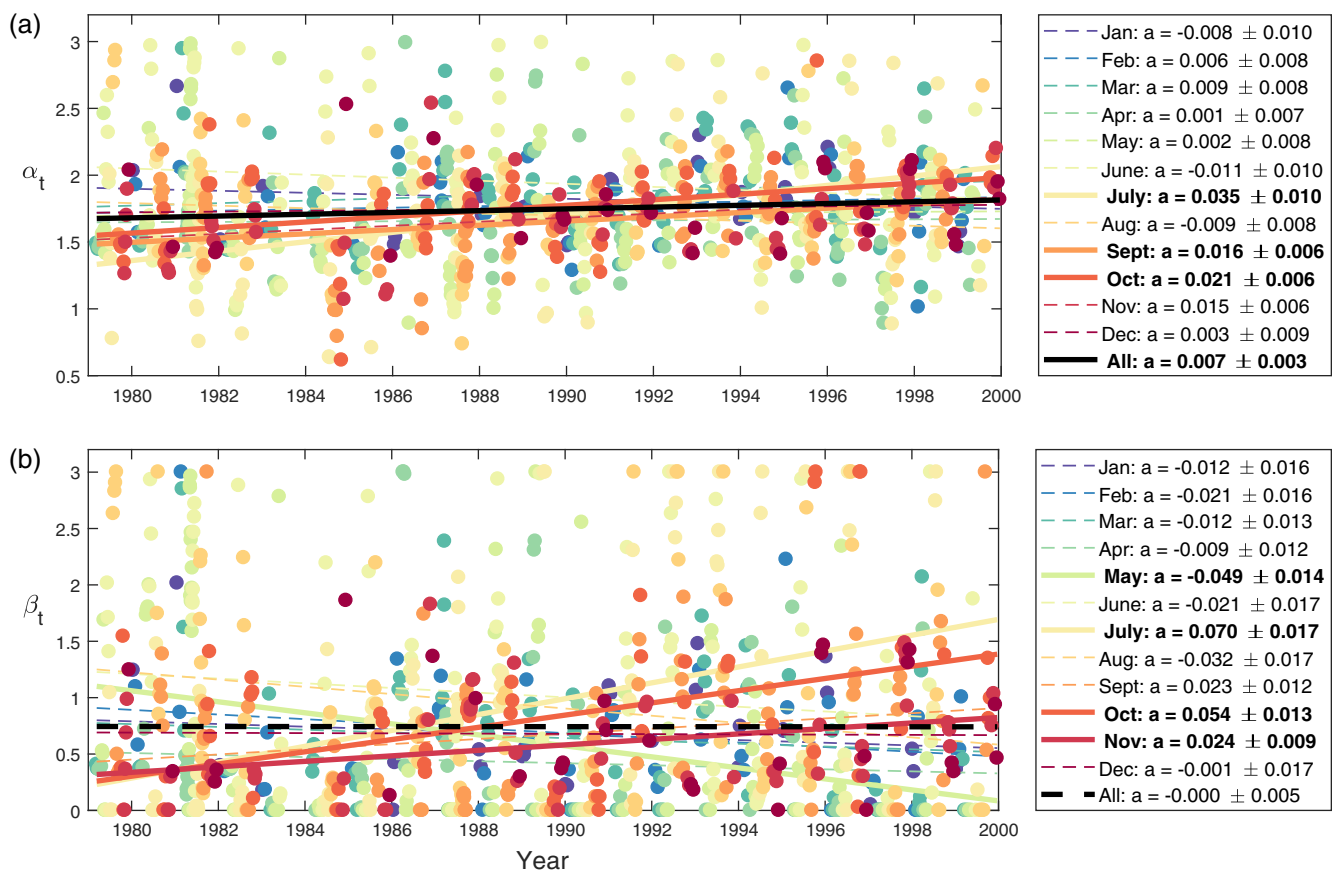 (a)
3
2.5
2
1.5
1
0.5
α_t
1980 1982 1984 1986 1988 1990 1992 1994 1996 1998 2000
Jan: a = -0.008 ± 0.010
Feb: a = 0.006 ± 0.008
Mar: a = 0.009 ± 0.008
Apr: a = 0.001 ± 0.007
May: a = 0.002 ± 0.008
June: a = -0.011 ± 0.010
July: a = 0.035 ± 0.010
Aug: a = -0.009 ± 0.008
Sept: a = 0.016 ± 0.006
Oct: a = 0.021 ± 0.006
Nov: a = 0.015 ± 0.006
Dec: a = 0.003 ± 0.009
All: a = 0.007 ± 0.003
(b)
3
2.5
2
1.5
1
0.5
0
β_t
1980 1982 1984 1986 1988 1990 1992 1994 1996 1998 2000
Year
Jan: a = -0.012 ± 0.016
Feb: a = -0.021 ± 0.016
Mar: a = -0.012 ± 0.013
Apr: a = -0.009 ± 0.012
May: a = -0.049 ± 0.014
June: a = -0.021 ± 0.017
July: a = 0.070 ± 0.017
Aug: a = -0.032 ± 0.017
Sept: a = 0.023 ± 0.012
Oct: a = 0.054 ± 0.013
Nov: a = 0.024 ± 0.009
Dec: a = -0.001 ± 0.017
All: a = -0.000 ± 0.005